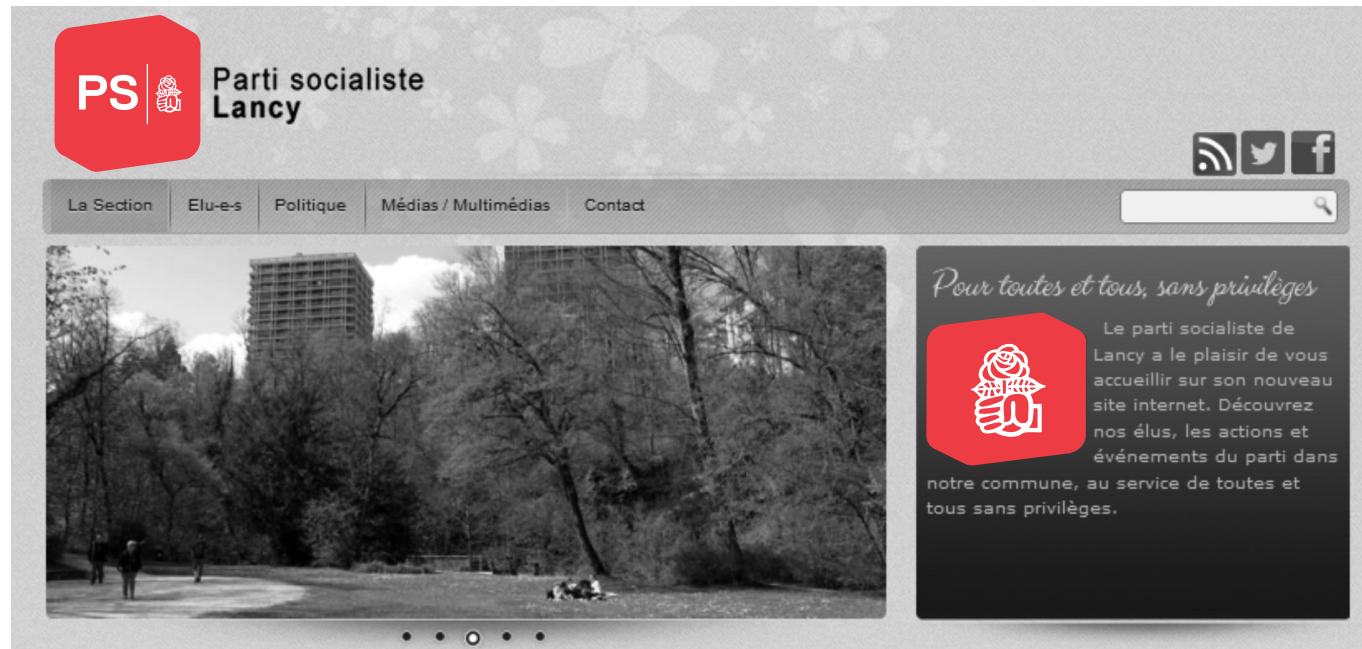 PS
Parti socialiste
Lancy
La Section
Elu-e-s
Politique
Médias / Multimédias
Contact
Pour toutes et tous, sans privilèges
Le parti socialiste de
Lancy a le plaisir de vous
accueillir sur son nouveau
site internet. Découvrez
nos élus, les actions et
événements du parti dans
notre commune, au service de toutes et
tous sans privilèges.